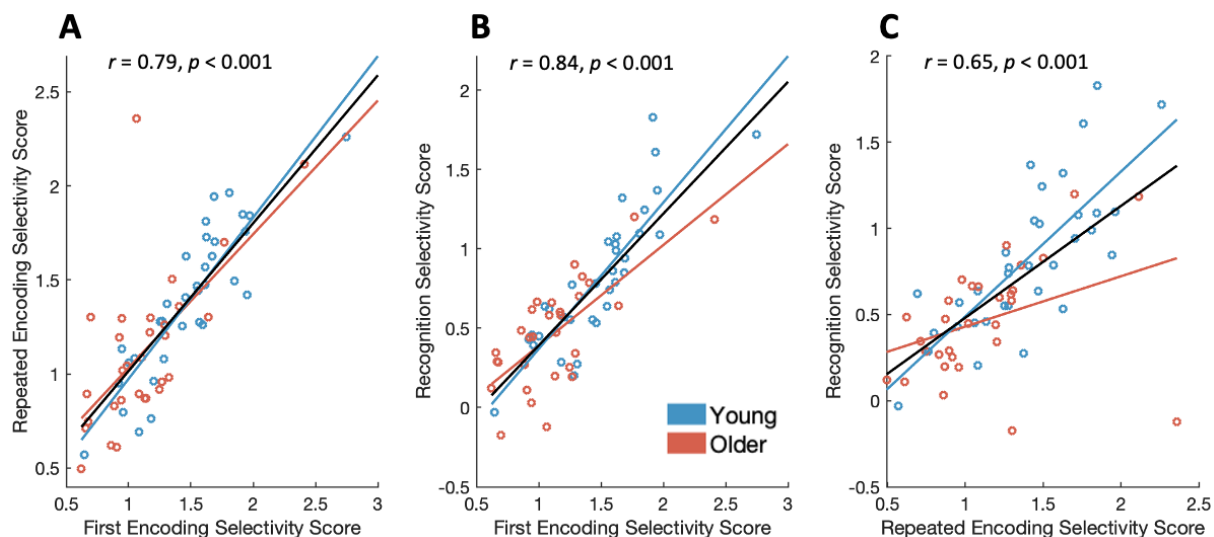 A
r = 0.79, p < 0.001
Repeated Encoding Selectivity Score
2.5
2
1.5
1
0.5
0.5
1
1.5
2
2.5
3
First Encoding Selectivity Score
B
r = 0.84, p < 0.001
Recognition Selectivity Score
2
1.5
1
0.5
0
-0.5
0.5
1
1.5
2
2.5
3
First Encoding Selectivity Score
Young
Older
C
r = 0.65, p < 0.001
Recognition Selectivity Score
2
1.5
1
0.5
0
-0.5
0.5
1
1.5
2
2.5
Repeated Encoding Selectivity Score